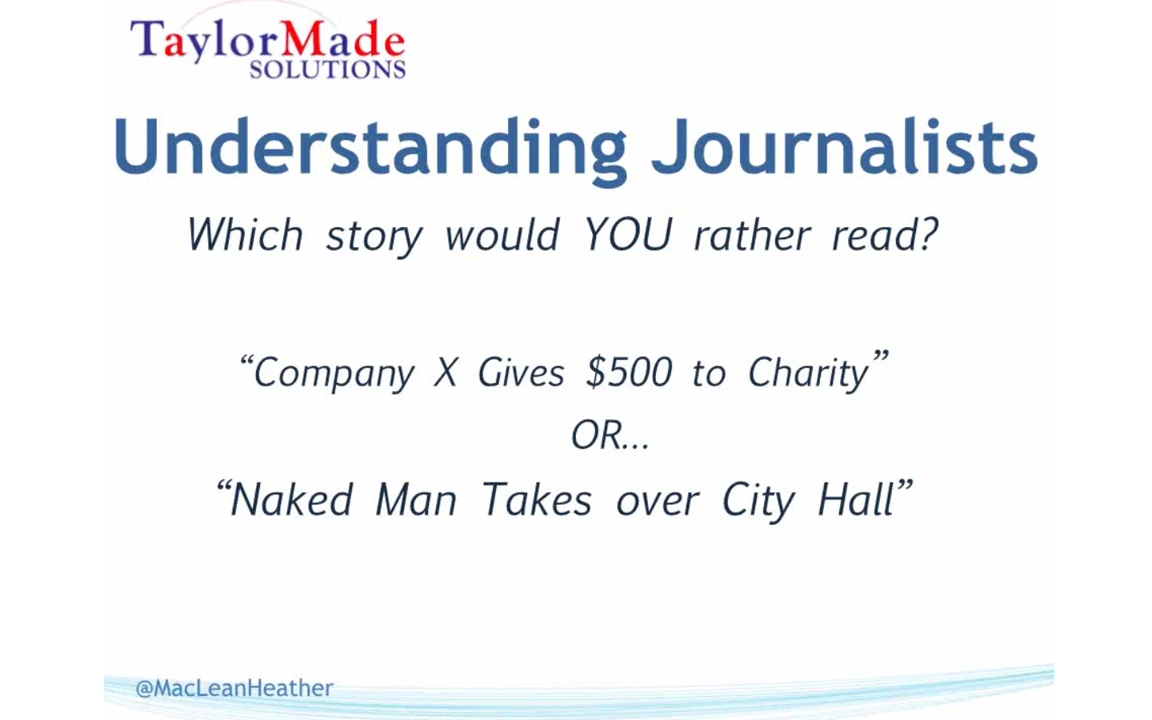 TaylorMade
SOLUTIONS
Understanding Journalists
Which story would YOU rather read?
“Company X Gives $500 to Charity”
OR...
“Naked Man Takes over City Hall”
@MacLeanHeather